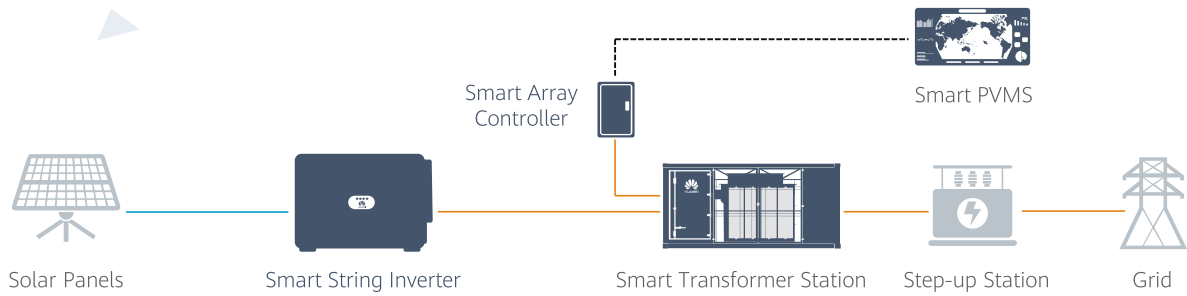 Smart Array
Controller
Smart PVMS
Solar Panels
Smart String Inverter
Smart Transformer Station
Step-up Station
Grid